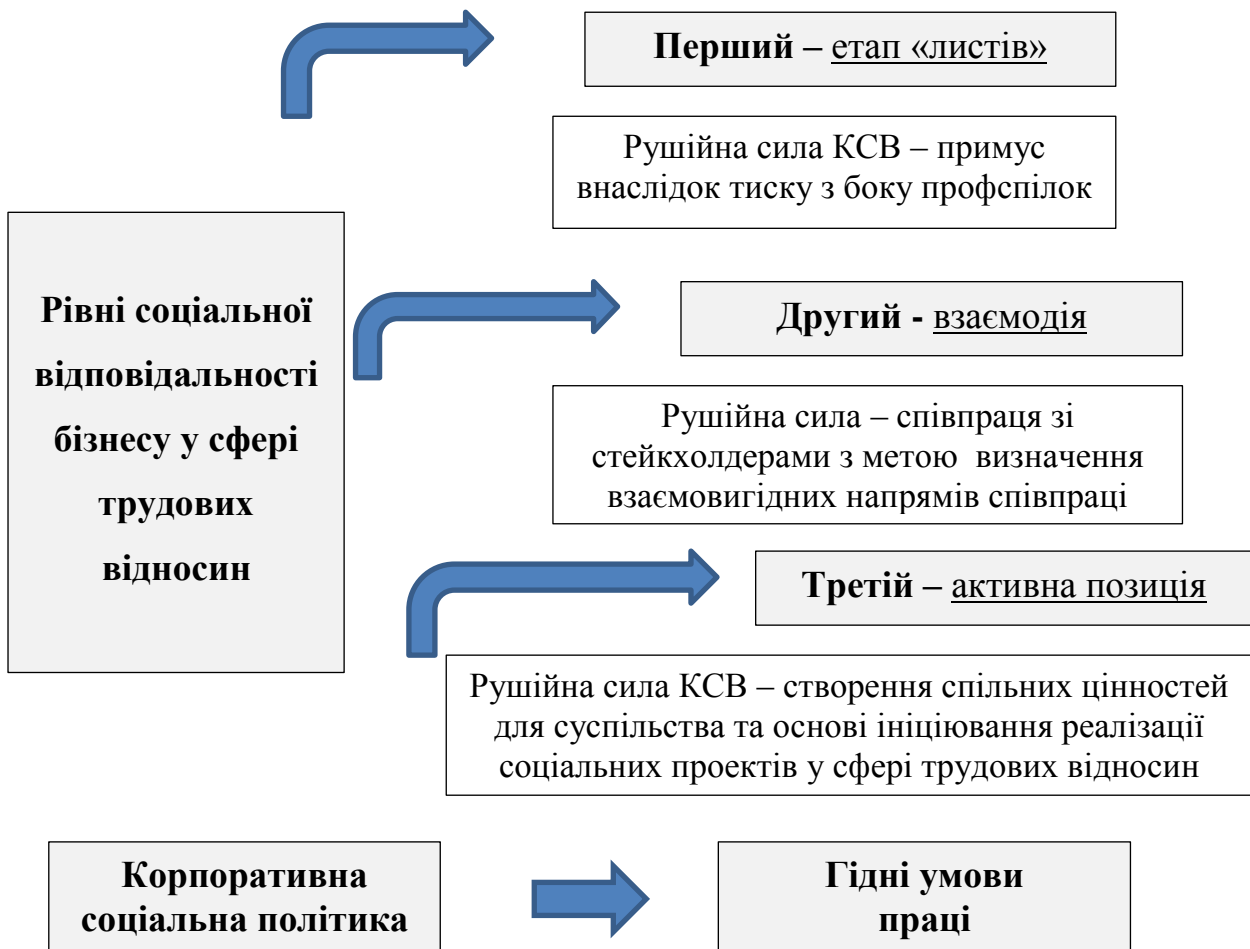 Перший – етап «листів»
Рушійна сила КСВ – примус
внаслідок тиску з боку профспілок
Рівні соціальної
відповідальності
бізнесу у сфері
трудових
відносин
Другий - взаємодія
Рушійна сила – співпраця зі
стейкхолдерами з метою визначення
взаємовигідних напрямів співпраці
Третій – активна позиція
Рушійна сила КСВ – створення спільних цінностей
для суспільства та основі ініціювання реалізації
соціальних проектів у сфері трудових відносин
Корпоративна
соціальна політика
Гідні умови
праці